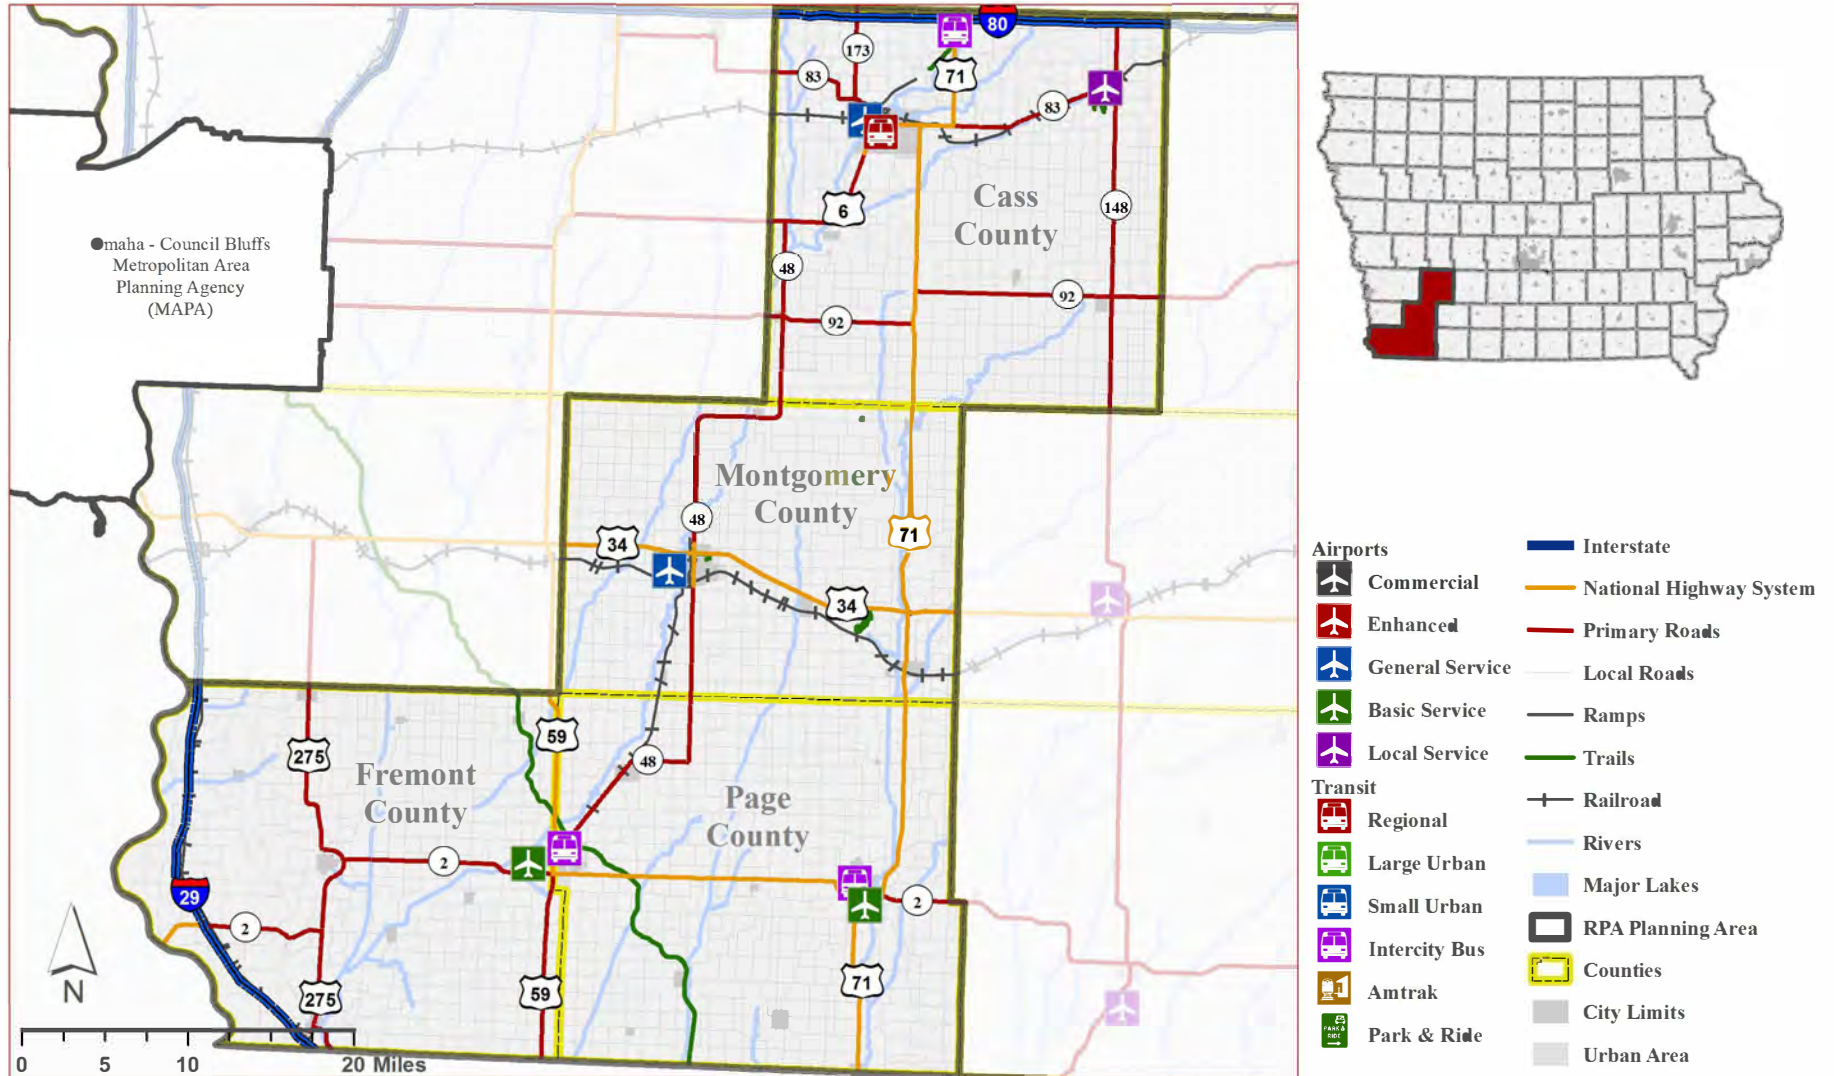 80
173
83
71
83
Cass
County
6
148
Omaha - Council Bluffs
Metropolitan Area
Planning Agency
(MAPA)
48
92
92
Montgomery
County
48
34
71
34
59
275
48
Fremont
County
Page
County
2
29
2
2
275
59
71
N
0 5 10 20 Miles
Airports
Commercial
Enhanced
General Service
Basic Service
Local Service
Transit
Regional
Large Urban
Small Urban
Intercity Bus
Amtrak
PARK &
RIDE
Park & Ride
Interstate
National Highway System
Primary Roads
Local Roads
Ramps
Trails
Railroad
Rivers
Major Lakes
RPA Planning Area
Counties
City Limits
Urban Area